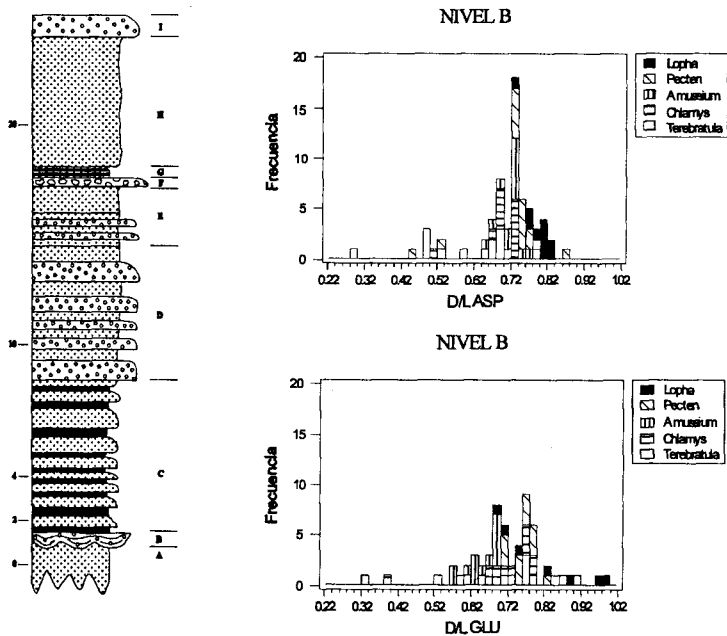 I
H
20
G
F
E
D
10
C
4
2
B
A
0
NIVEL B
20
15
10
5
0
Frecuencia
0.22 0.32 0.42 0.52 0.62 0.72 0.82 0.92 1.02
D/L ASP
Lopha
Pecten
Amussium
Chlamys
Terebratula
NIVEL B
20
15
10
5
0
Frecuencia
0.22 0.32 0.42 0.52 0.62 0.72 0.82 0.92 1.02
D/L GLU
Lopha
Pecten
Amussium
Chlamys
Terebratula